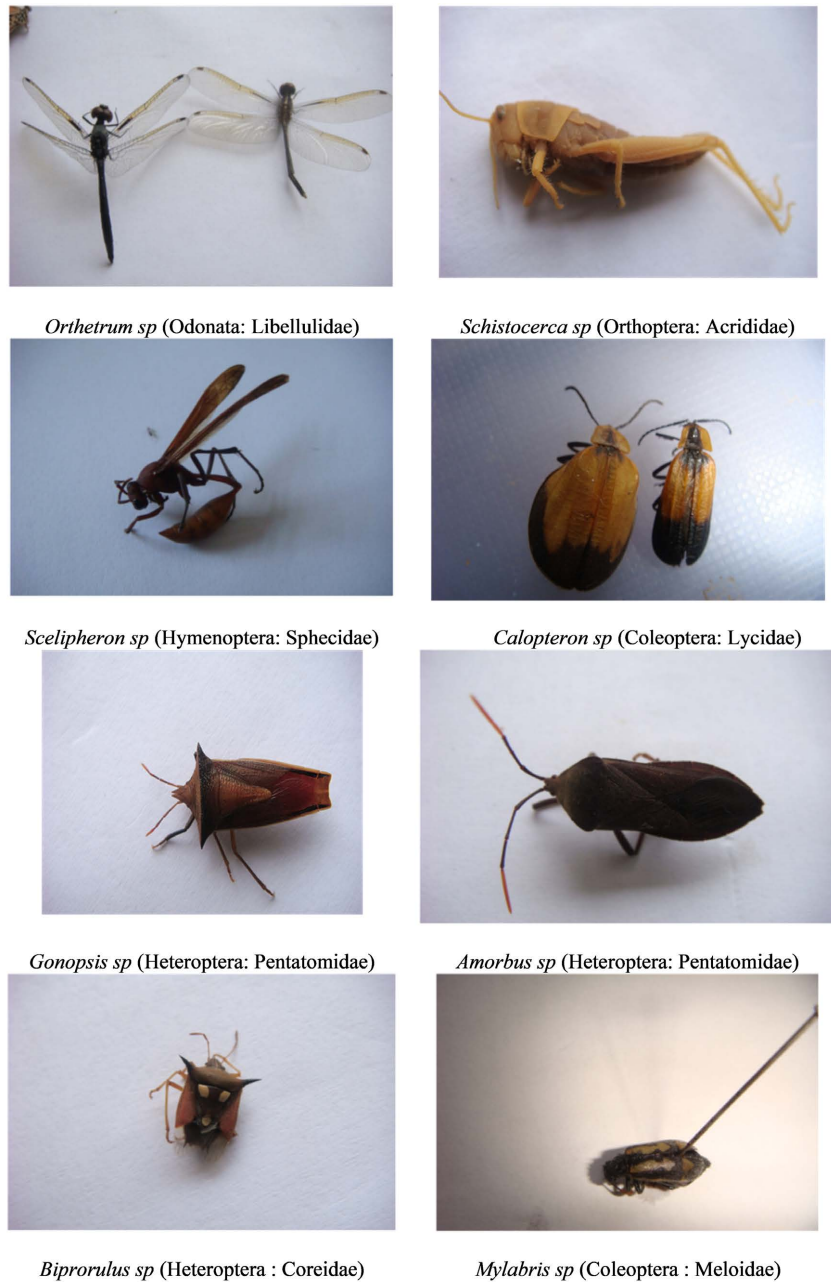 Orthetrum sp (Odonata: Libellulidae)
Schistocerca sp (Orthoptera: Acrididae)
Scelipheron sp (Hymenoptera: Sphecidae)
Calopteron sp (Coleoptera: Lycidae)
Gonopsis sp (Heteroptera: Pentatomidae)
Amorbus sp (Heteroptera: Pentatomidae)
Biprorulus sp (Heteroptera : Coreidae)
Mylabris sp (Coleoptera : Meloidae)